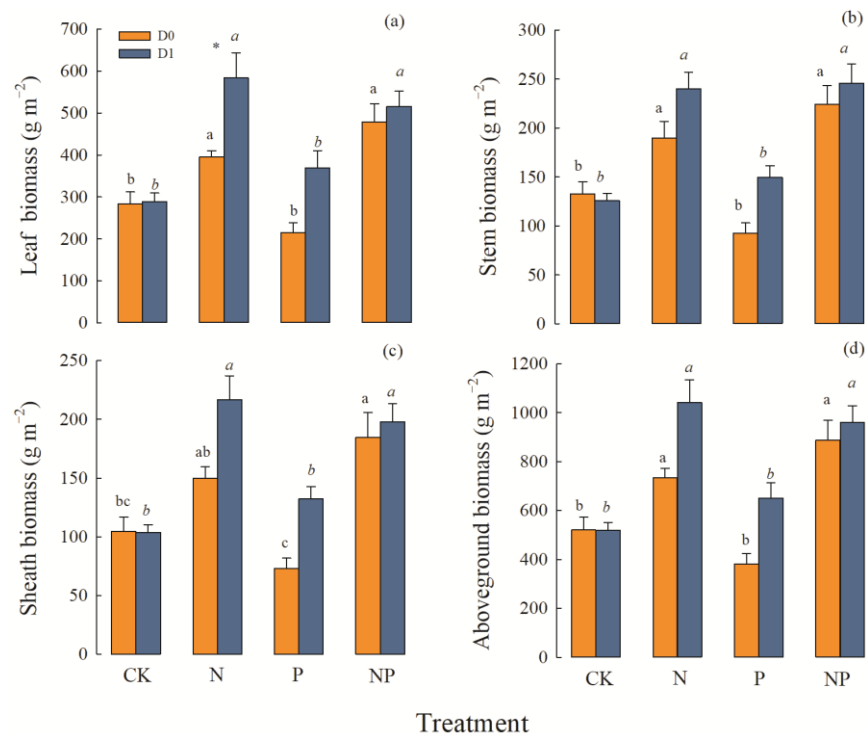 (a)
700
600
500
400
300
200
100
0
Leaf biomass (g m⁻²)
D0
D1
b
b
a
*
a
b
b
a
a
(b)
300
250
200
150
100
50
0
Stem biomass (g m⁻²)
b
b
a
a
b
b
a
a
(c)
250
200
150
100
50
0
Sheath biomass (g m⁻²)
bc
b
ab
a
c
b
a
a
CK N P NP
(d)
1200
1000
800
600
400
200
0
Aboveground biomass (g m⁻²)
b
b
a
a
b
b
a
a
CK N P NP
Treatment